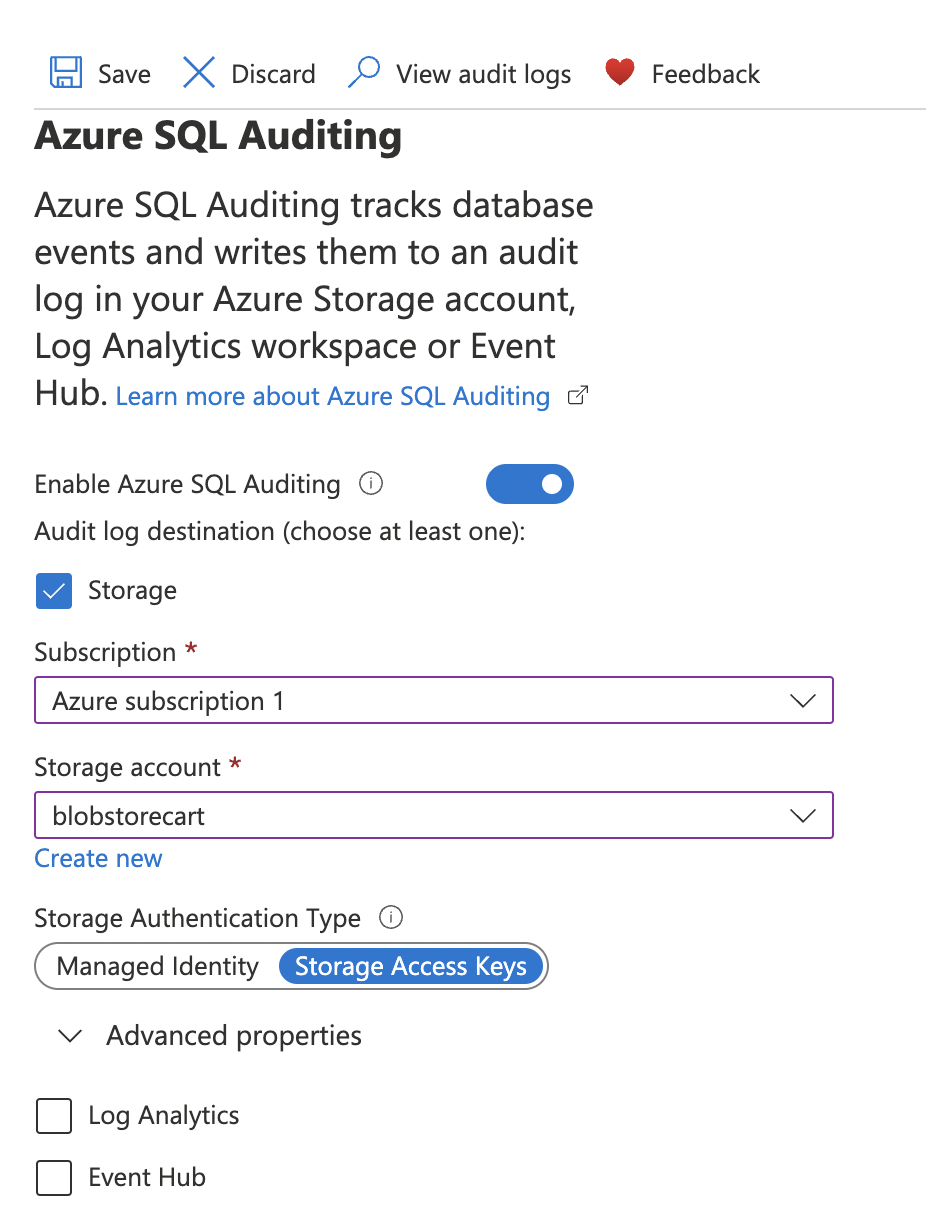 Save Discard View audit logs Feedback
Azure SQL Auditing
Azure SQL Auditing tracks database
events and writes them to an audit
log in your Azure Storage account,
Log Analytics workspace or Event
Hub. Learn more about Azure SQL Auditing
Enable Azure SQL Auditing
Audit log destination (choose at least one):
Storage
Subscription *
Azure subscription 1
Storage account *
blobstorecart
Create new
Storage Authentication Type
Managed Identity Storage Access Keys
Advanced properties
Log Analytics
Event Hub